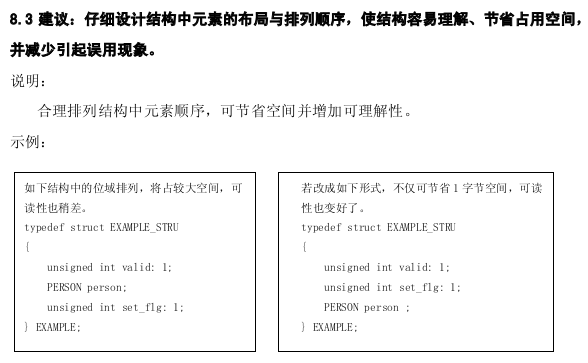 8.3 建议：仔细设计结构中元素的布局与排列顺序，使结构容易理解、节省占用空间，
并减少引起误用现象。
说明：
合理排列结构中元素顺序，可节省空间并增加可理解性。
示例：
如下结构中的位域排列，将占较大空间，可
读性也稍差。
typedef struct EXAMPLE_STRU
{
unsigned int valid: 1;
PERSON person;
unsigned int set_flg: 1;
} EXAMPLE;
若改成如下形式，不仅可节省 1 字节空间，可读
性也变好了。
typedef struct EXAMPLE_STRU
{
unsigned int valid: 1;
unsigned int set_flg: 1;
PERSON person ;
} EXAMPLE;